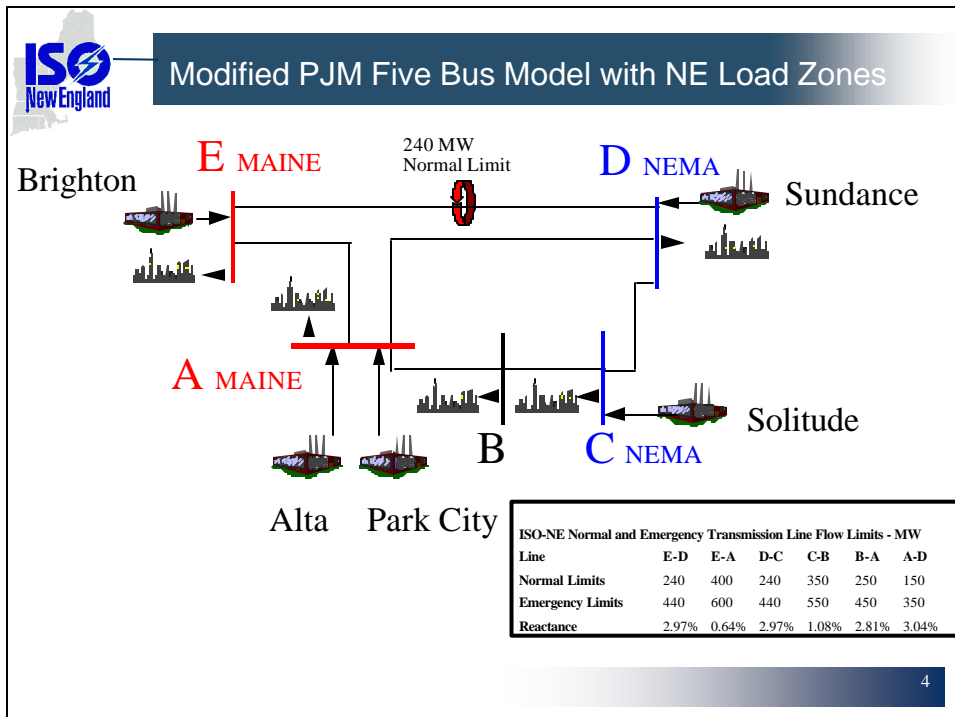 ISO
New England
Modified PJM Five Bus Model with NE Load Zones
E MAINE
240 MW
Normal Limit
D NEMA
Brighton
Sundance
A MAINE
B
C NEMA
Solitude
Alta
Park City
ISO-NE Normal and Emergency Transmission Line Flow Limits - MW
Line E-D E-A D-C C-B B-A A-D
Normal Limits 240 400 240 350 250 150
Emergency Limits 440 600 440 550 450 350
Reactance 2.97% 0.64% 2.97% 1.08% 2.81% 3.04%
4